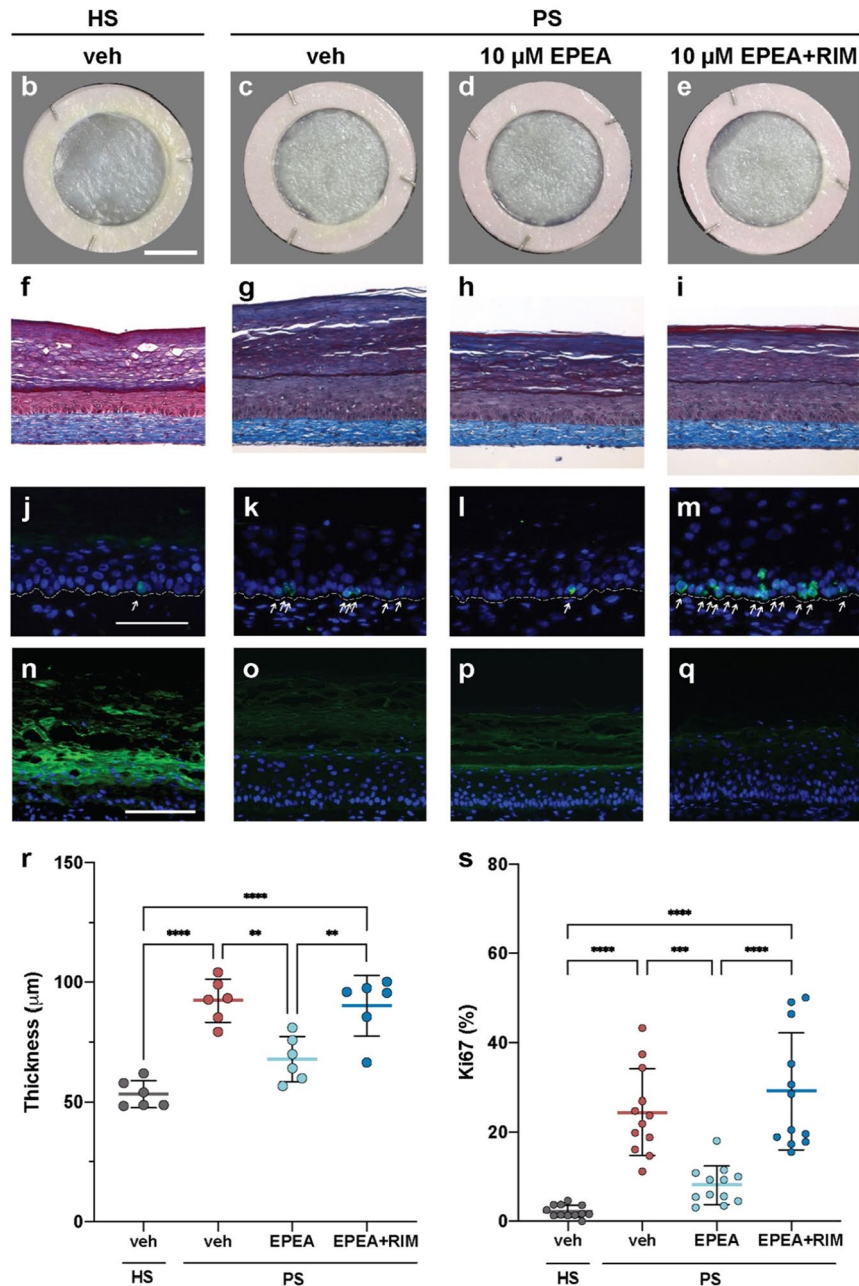 HS PS
veh veh 10 µM EPEA 10 µM EPEA+RIM
b c d e
f g h i
j k l m
n o p q
r s
150 80
**** ****
**** ** ** **** *** ****
100 60
50 40
0 20
0
Thickness (µm) Ki67 (%)
veh veh EPEA EPEA+RIM veh veh EPEA EPEA+RIM
HS PS HS PS